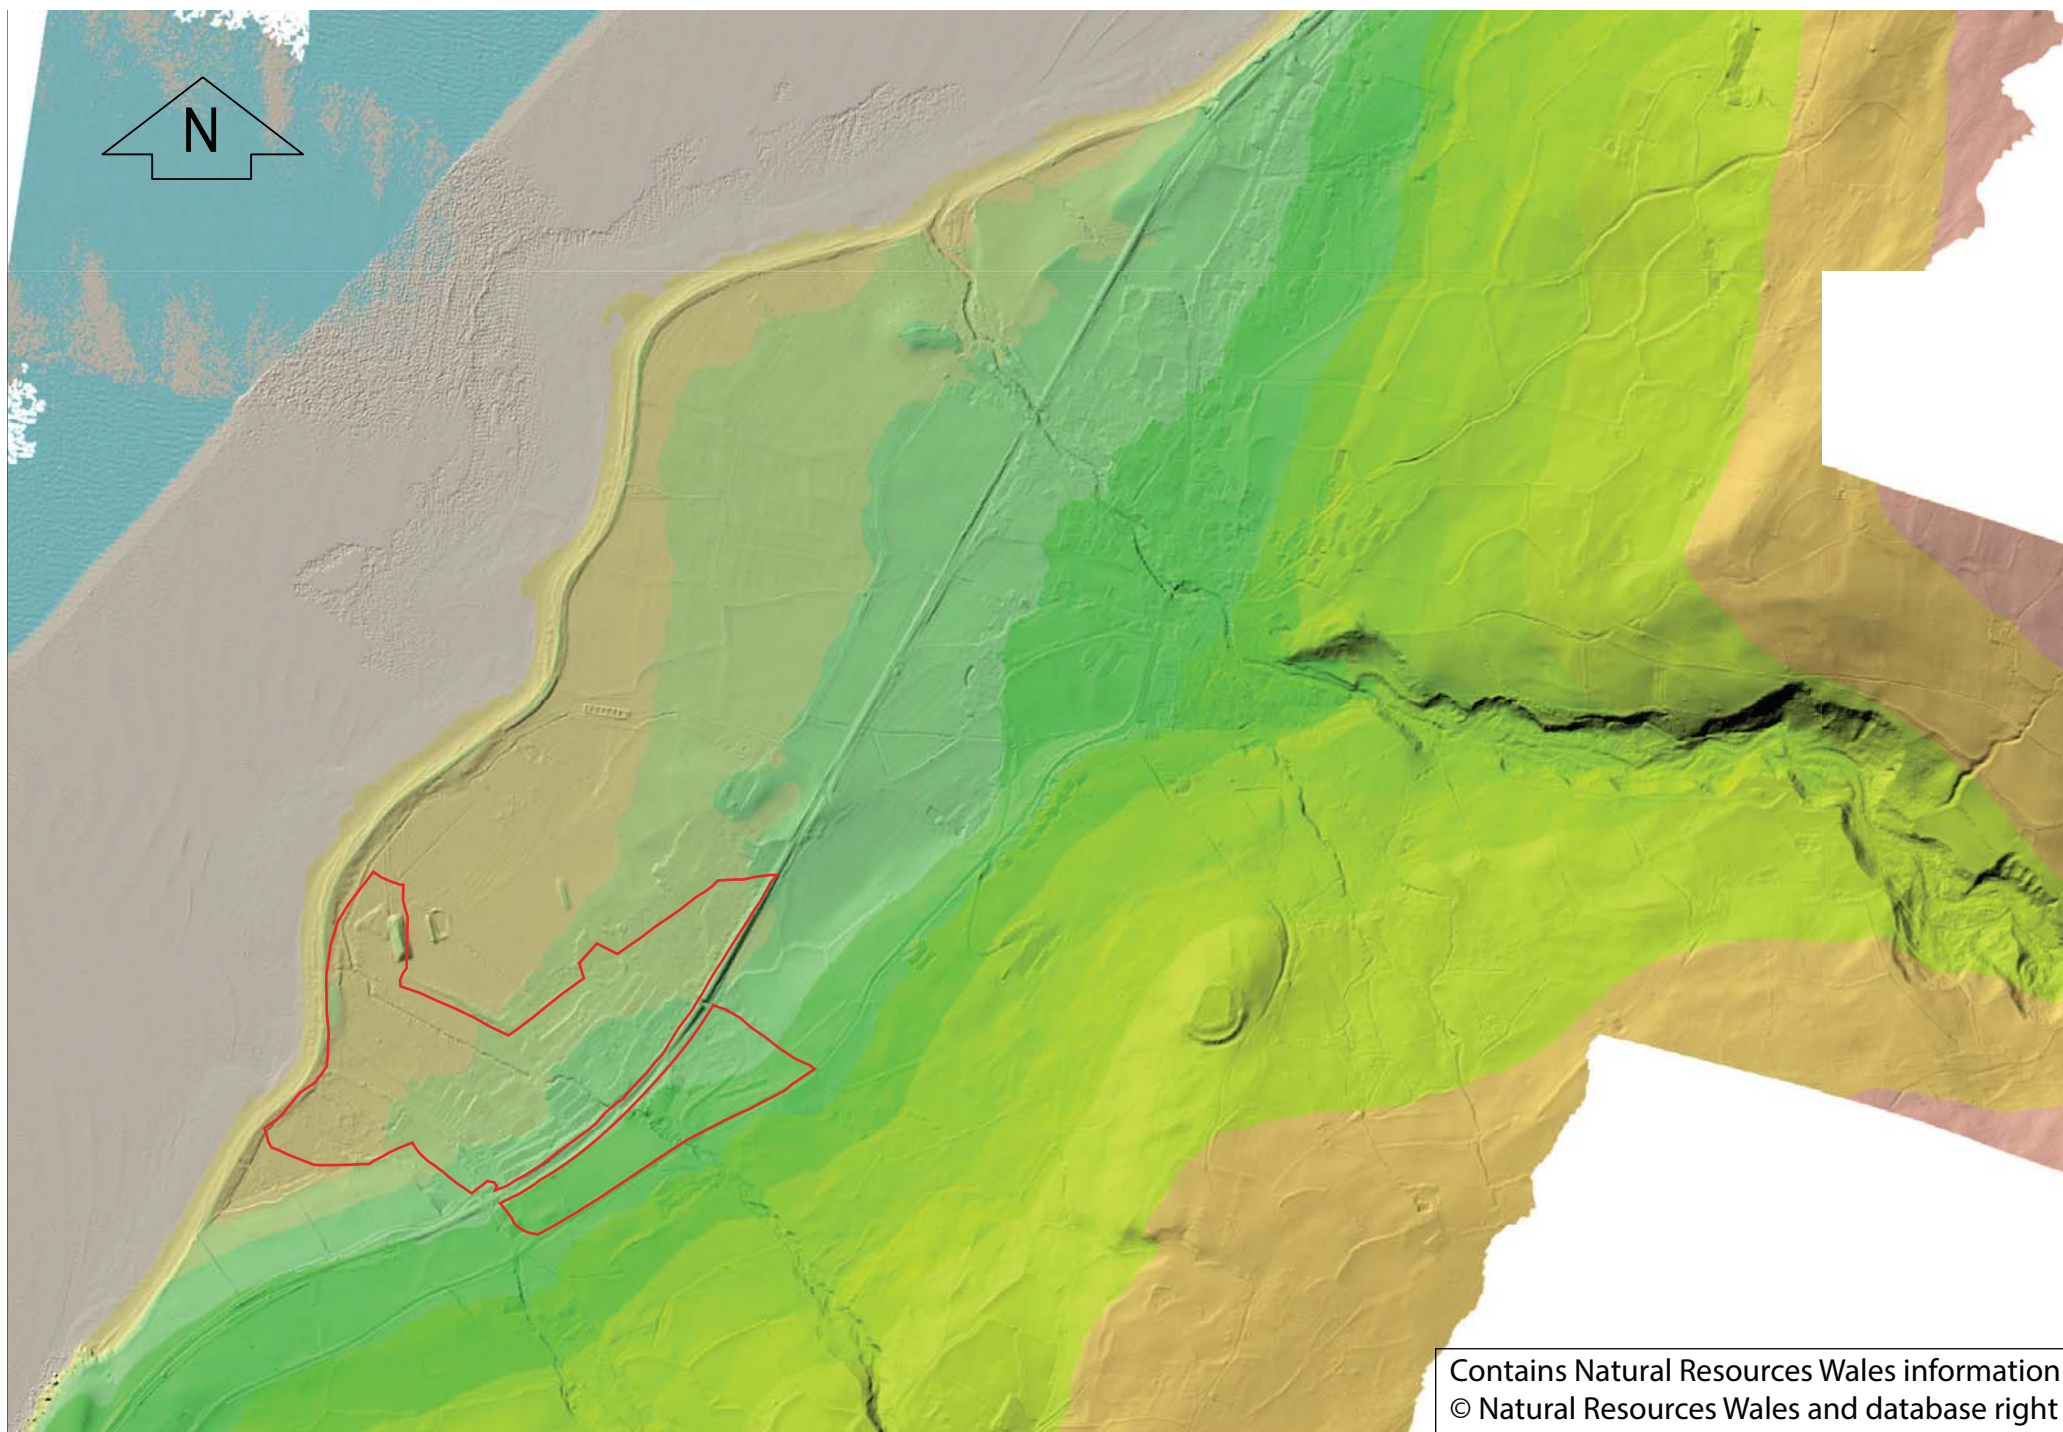 N
Contains Natural Resources Wales information
© Natural Resources Wales and database right